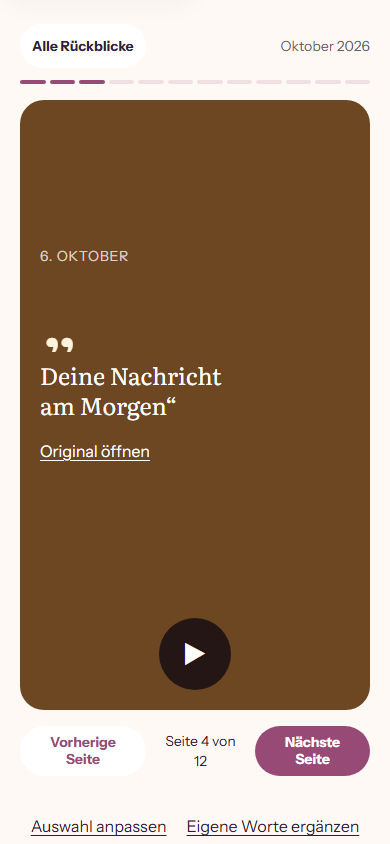 Alle Rückblicke
Oktober 2026
6. OKTOBER
”
Deine Nachricht
am Morgen“
Original öffnen
Vorherige
Seite
Seite 4 von
12
Nächste
Seite
Auswahl anpassen
Eigene Worte ergänzen